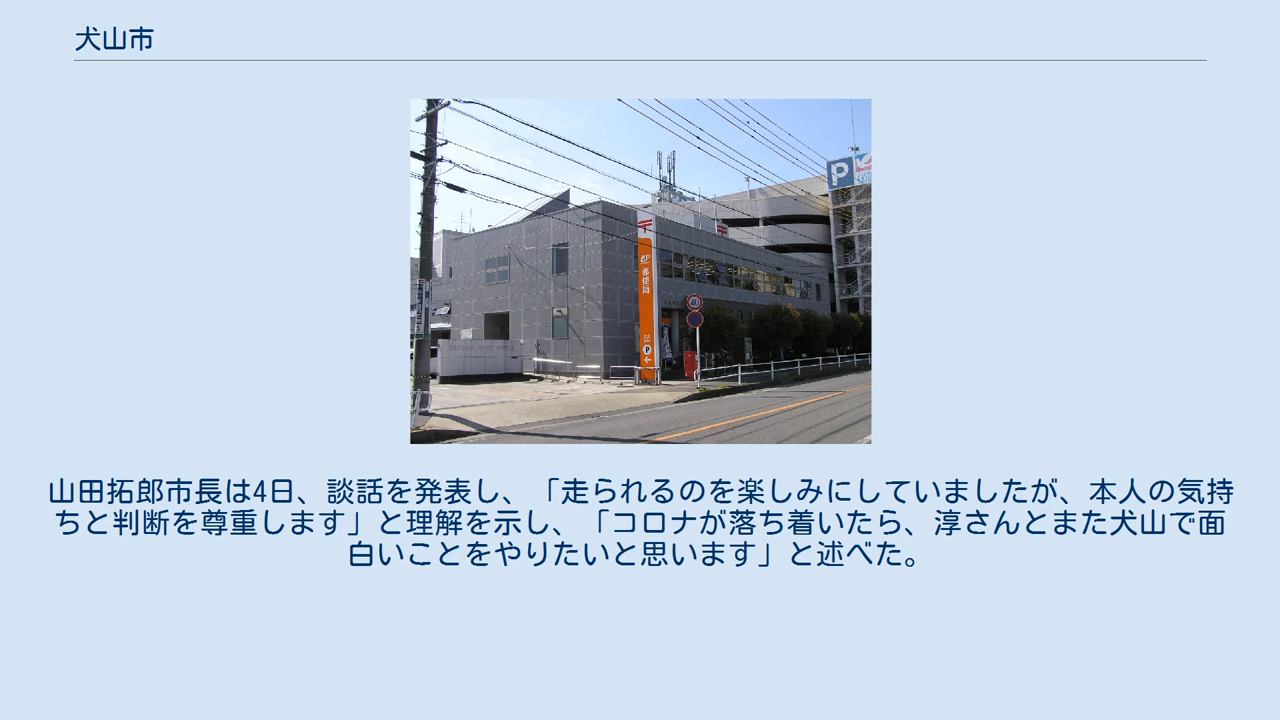 犬山市
郵便局
P
P
40
山田拓郎市長は4日、談話を発表し、「走られるのを楽しみにしていましたが、本人の気持
ちと判断を尊重します」と理解を示し、「コロナが落ち着いたら、淳さんとまた犬山で面
白いことをやりたいと思います」と述べた。